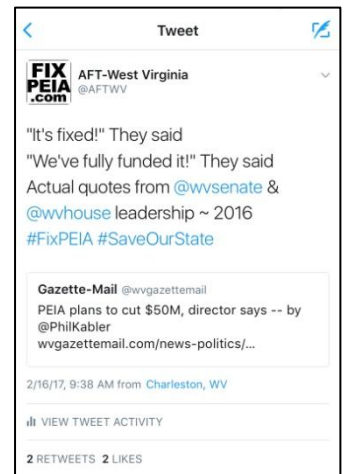 Tweet
FIX
PEIA
.com
AFT-West Virginia
@AFTWV
"It's fixed!" They said
"We've fully funded it!" They said
Actual quotes from @wvsenate &
@wvhouse leadership ~ 2016
#FixPEIA #SaveOurState
Gazette-Mail @wvgazettemail
PEIA plans to cut $50M, director says -- by
@PhilKabler
wvgazettemail.com/news-politics/...
2/16/17, 9:38 AM from Charleston, WV
VIEW TWEET ACTIVITY
2 RETWEETS 2 LIKES